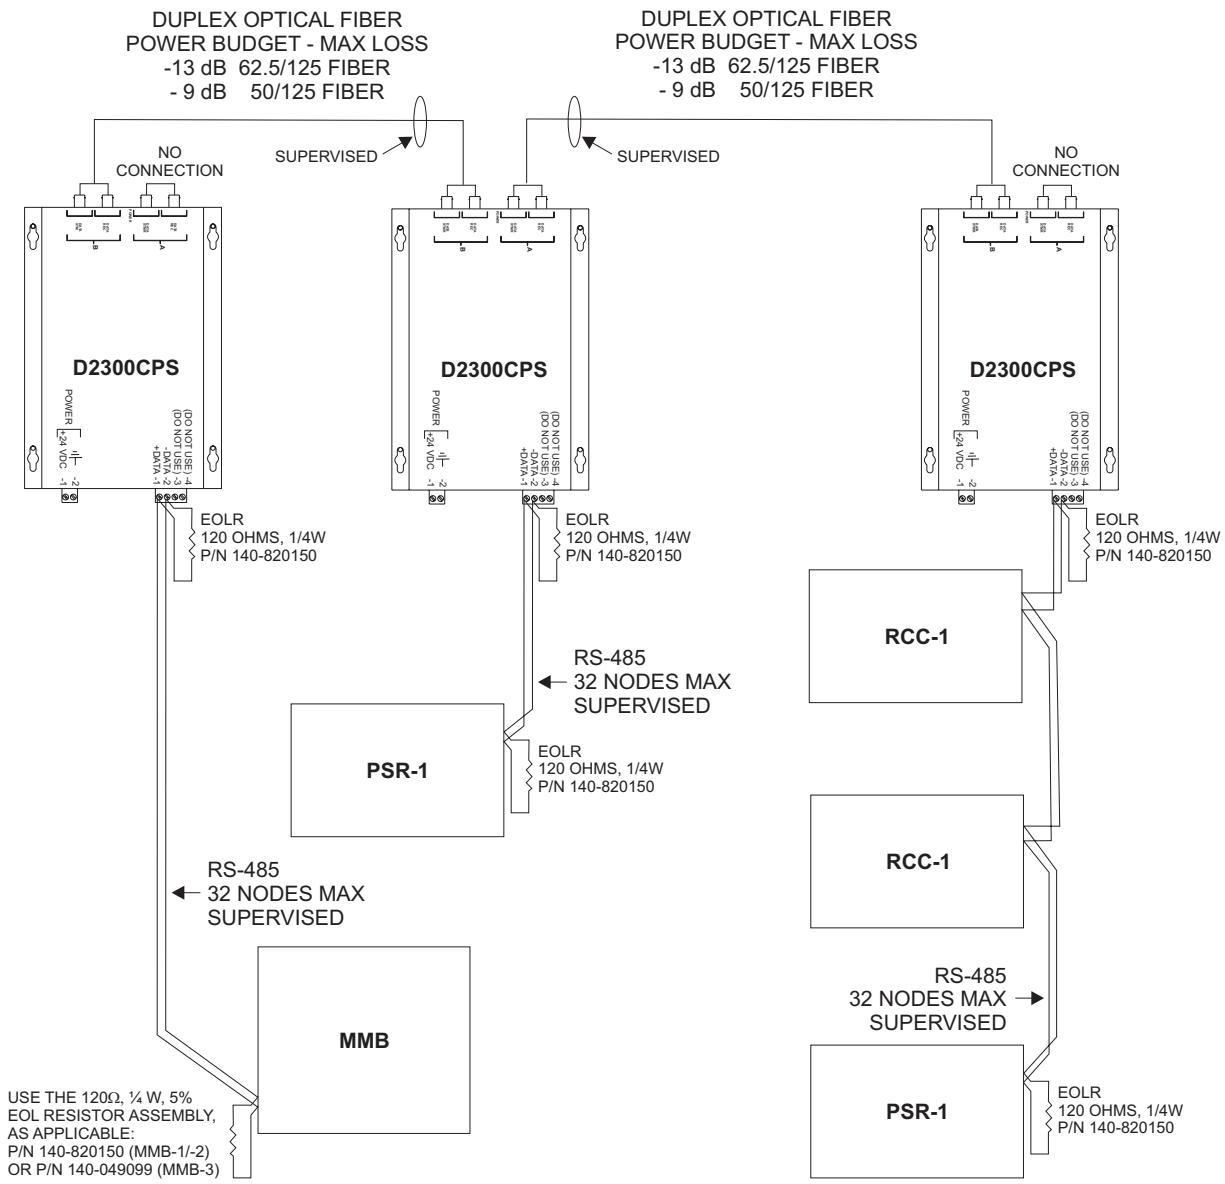 DUPLEX OPTICAL FIBER
POWER BUDGET - MAX LOSS
-13 dB 62.5/125 FIBER
- 9 dB 50/125 FIBER
DUPLEX OPTICAL FIBER
POWER BUDGET - MAX LOSS
-13 dB 62.5/125 FIBER
- 9 dB 50/125 FIBER
SUPERVISED
SUPERVISED
NO
CONNECTION
NO
CONNECTION
B
A
D2300CPS
POWER
+24 VDC -1
-2
+DATA -1
-DATA -2
(DO NOT USE) -3
(DO NOT USE) -4
B
A
D2300CPS
POWER
+24 VDC -1
-2
+DATA -1
-DATA -2
(DO NOT USE) -3
(DO NOT USE) -4
B
A
D2300CPS
POWER
+24 VDC -1
-2
+DATA -1
-DATA -2
(DO NOT USE) -3
(DO NOT USE) -4
EOLR
120 OHMS, 1/4W
P/N 140-820150
EOLR
120 OHMS, 1/4W
P/N 140-820150
EOLR
120 OHMS, 1/4W
P/N 140-820150
RCC-1
RS-485
32 NODES MAX
SUPERVISED
PSR-1
EOLR
120 OHMS, 1/4W
P/N 140-820150
RCC-1
RS-485
32 NODES MAX
SUPERVISED
RS-485
32 NODES MAX
SUPERVISED
MMB
PSR-1
EOLR
120 OHMS, 1/4W
P/N 140-820150
USE THE 120Ω, ¼ W, 5%
EOL RESISTOR ASSEMBLY,
AS APPLICABLE:
P/N 140-820150 (MMB-1/-2)
OR P/N 140-049099 (MMB-3)